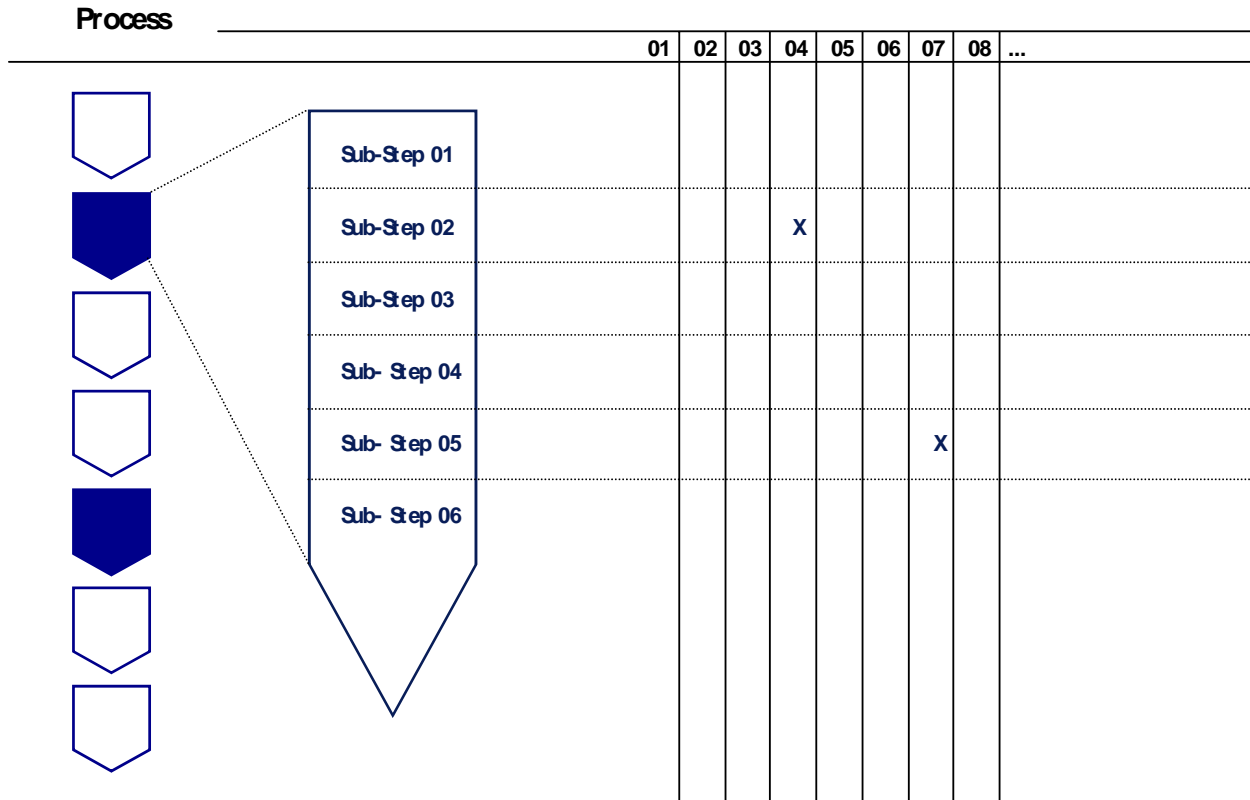 Process
01 02 03 04 05 06 07 08 ...
Sub-Step 01
Sub-Step 02 X
Sub-Step 03
Sub- Step 04
Sub- Step 05 X
Sub- Step 06